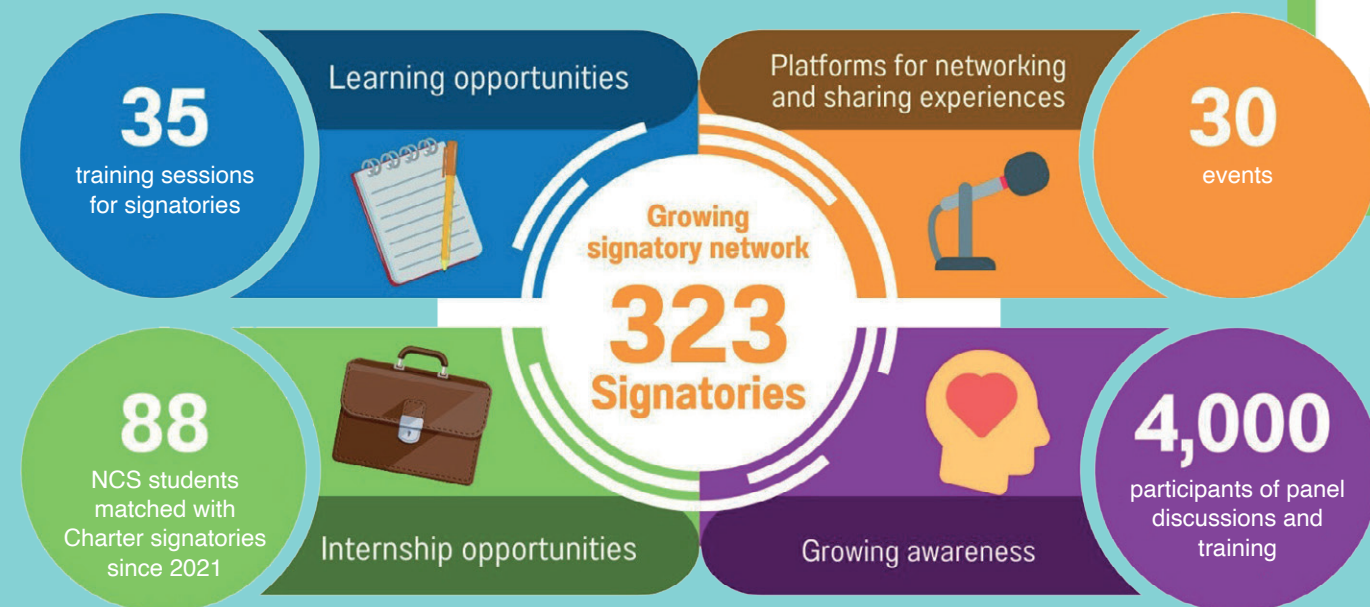 35
training sessions
for signatories
Learning opportunities
Platforms for networking
and sharing experiences
30
events
Growing
signatory network
323
Signatories
88
NCS students
matched with
Charter signatories
since 2021
Internship opportunities
Growing awareness
4,000
participants of panel
discussions and
training